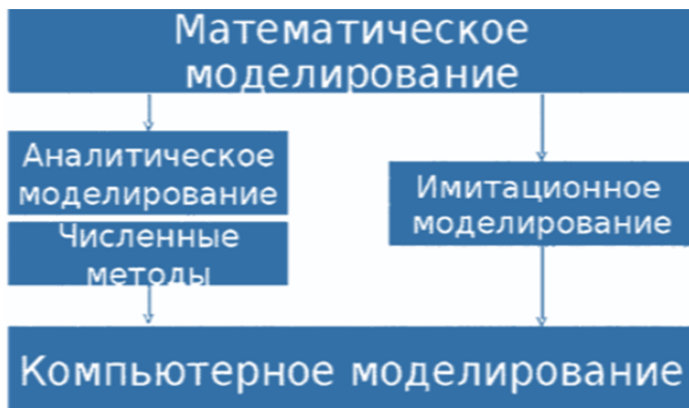 Математическое
моделирование
Аналитическое
моделирование
Численные
методы
Имитационное
моделирование
Компьютерное моделирование